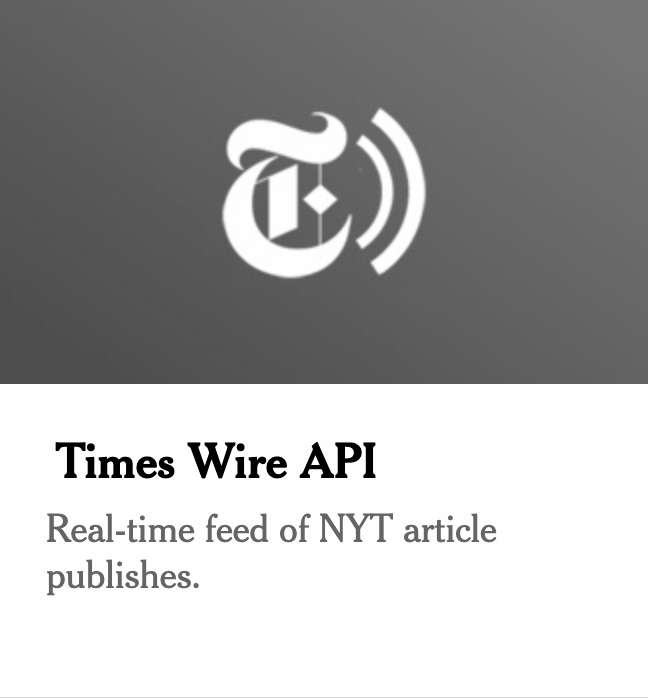 T
Times Wire API
Real-time feed of NYT article
publishes.